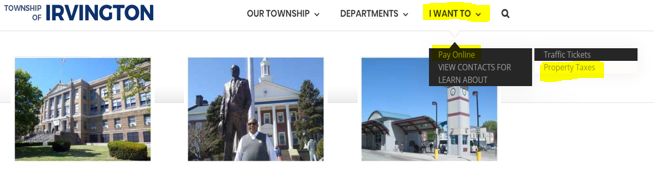 TOWNSHIP
OF IRVINGTON
OUR TOWNSHIP DEPARTMENTS I WANT TO
Pay Online
VIEW CONTACTS FOR
LEARN ABOUT
Traffic Tickets
Property Taxes